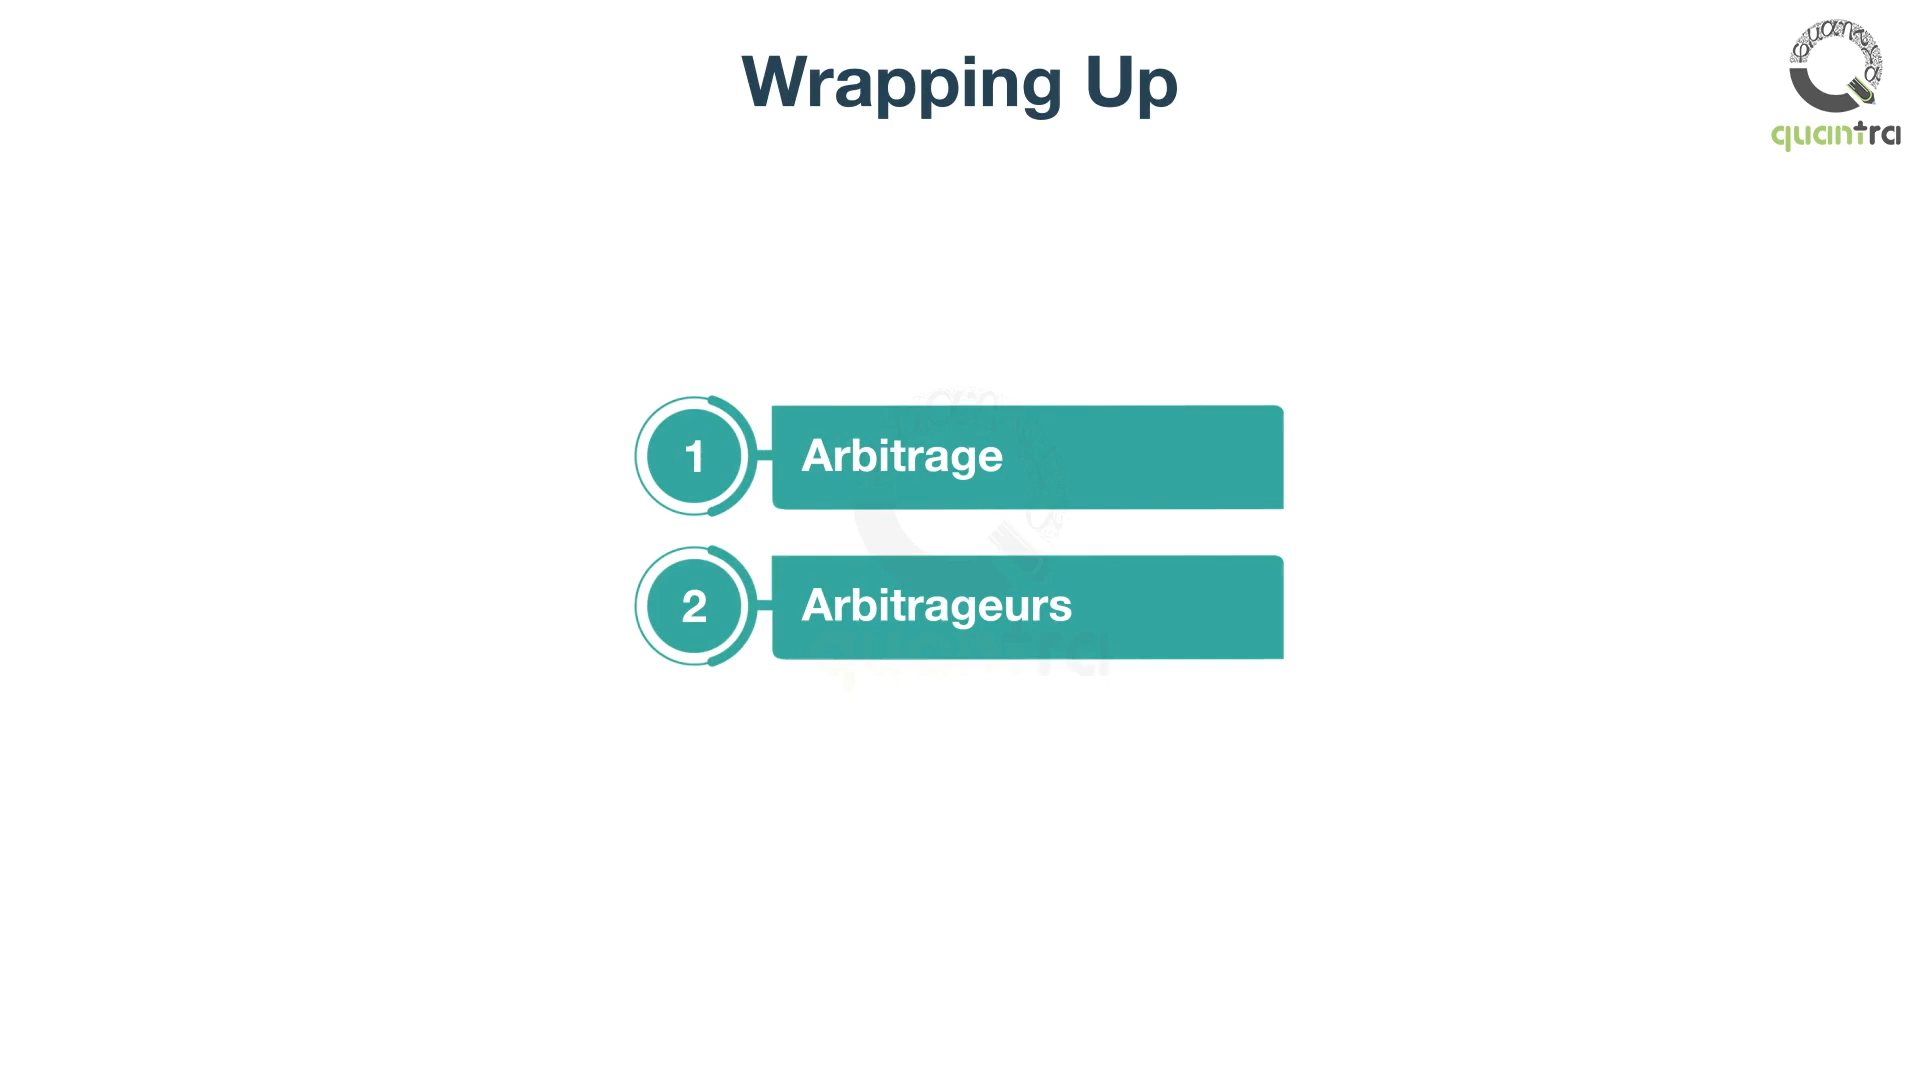 Wrapping Up
quantra
1 Arbitrage
2 Arbitrageurs